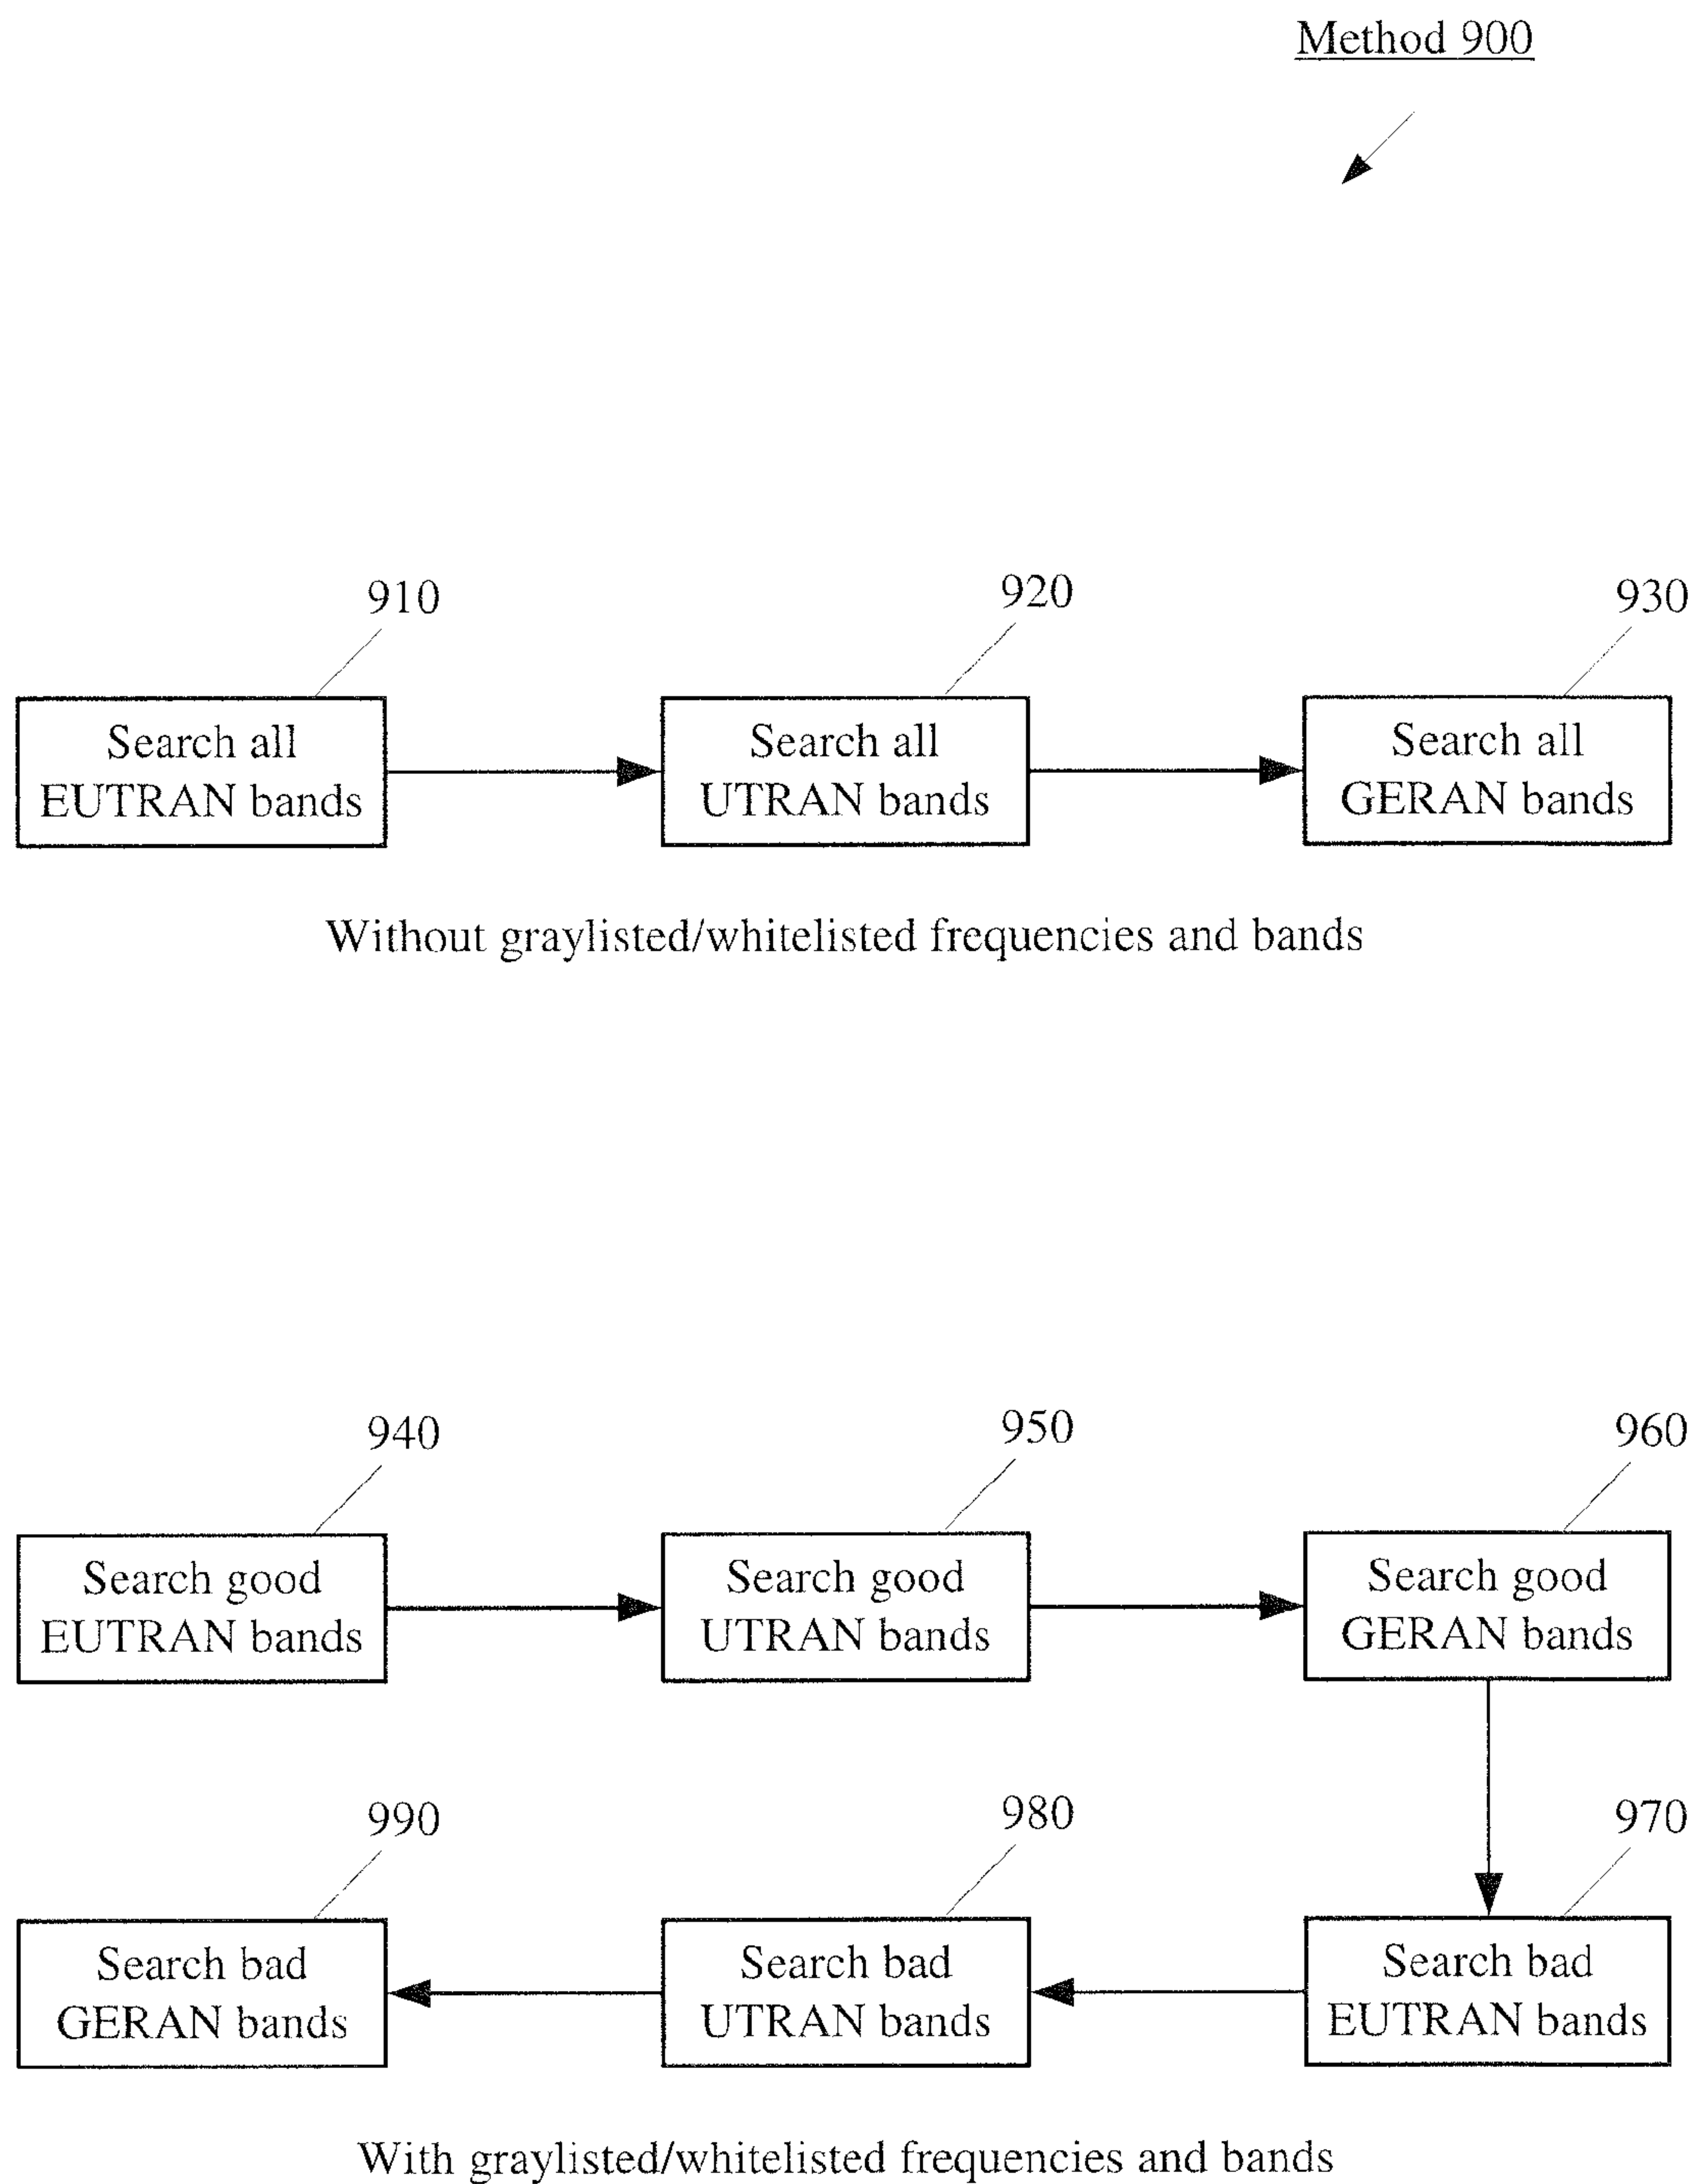 Method 900
910
920
930
Search all
EUTRAN bands
Search all
UTRAN bands
Search all
GERAN bands
Without graylisted/whitelisted frequencies and bands
940
950
960
Search good
EUTRAN bands
Search good
UTRAN bands
Search good
GERAN bands
990
980
970
Search bad
GERAN bands
Search bad
UTRAN bands
Search bad
EUTRAN bands
With graylisted/whitelisted frequencies and bands